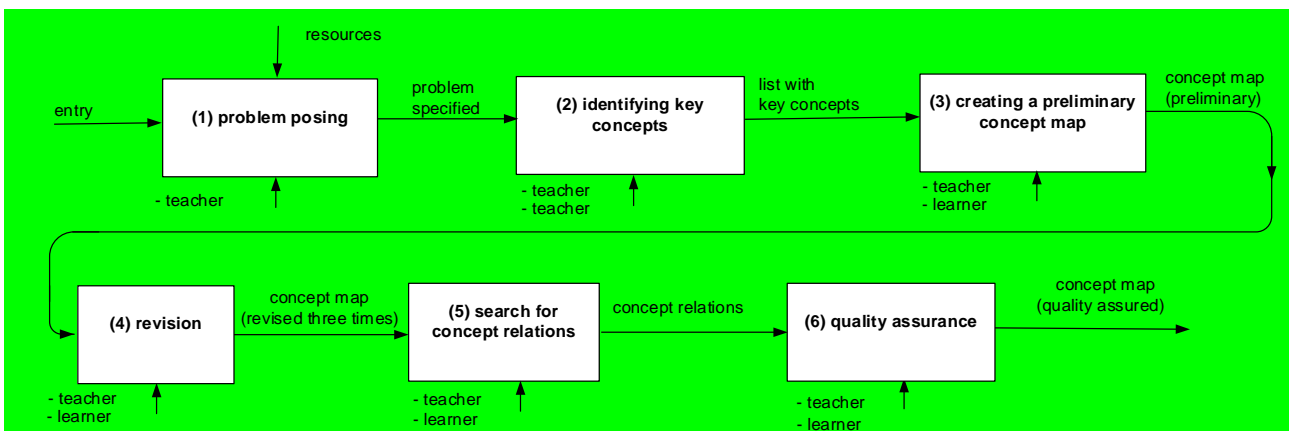 resources
entry
(1) problem posing
- teacher
problem
specified
(2) identifying key
concepts
- teacher
- teacher
list with
key concepts
(3) creating a preliminary
concept map
- teacher
- learner
concept map
(preliminary)
(4) revision
- teacher
- learner
concept map
(revised three times)
(5) search for
concept relations
- teacher
- learner
concept relations
(6) quality assurance
- teacher
- learner
concept map
(quality assured)